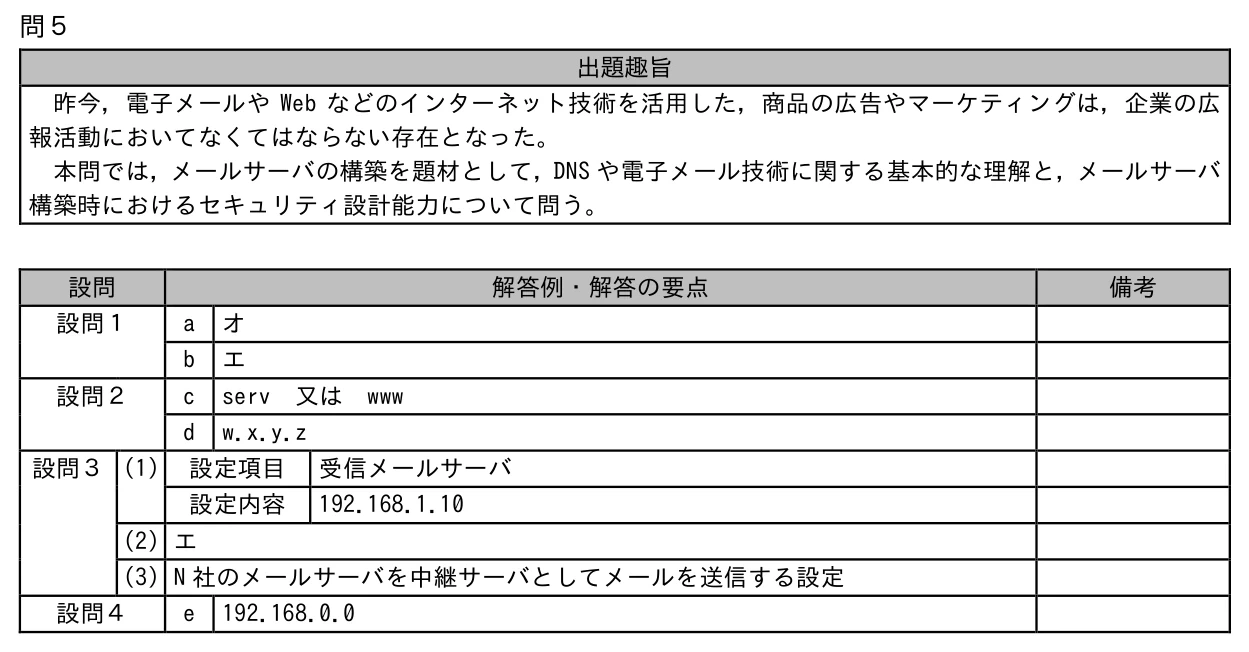 問５
出題趣旨
昨今，電子メールや Web などのインターネット技術を活用した，商品の広告やマーケティングは，企業の広
報活動においてなくてはならない存在となった。
本問では，メールサーバの構築を題材として，DNS や電子メール技術に関する基本的な理解と，メールサーバ
構築時におけるセキュリティ設計能力について問う。
設問 解答例・解答の要点 備考
設問１ a オ
b エ
設問２ c serv 又は www
d w.x.y.z
設問３ (1) 設定項目 受信メールサーバ
設定内容 192.168.1.10
(2) エ
(3) N 社のメールサーバを中継サーバとしてメールを送信する設定
設問４ e 192.168.0.0